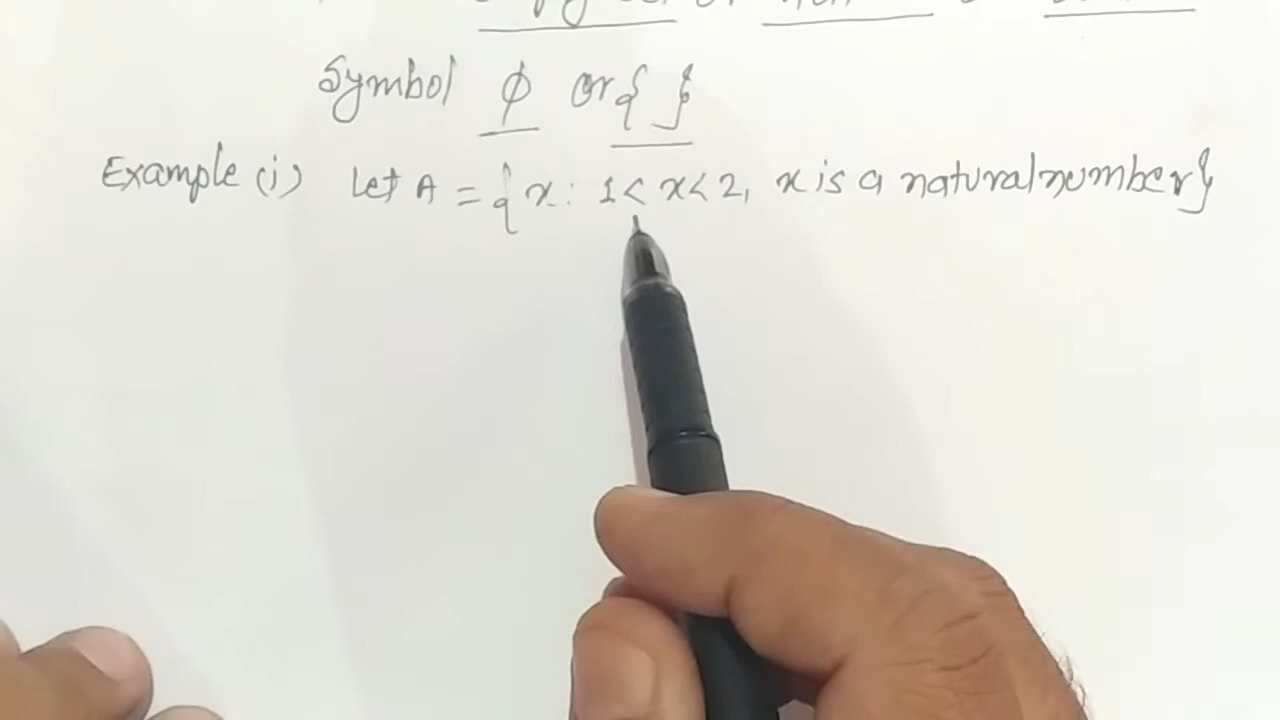 Symbol ϕ or { }
Example (i) Let A = {x : 1 < x < 2, x is a natural number}